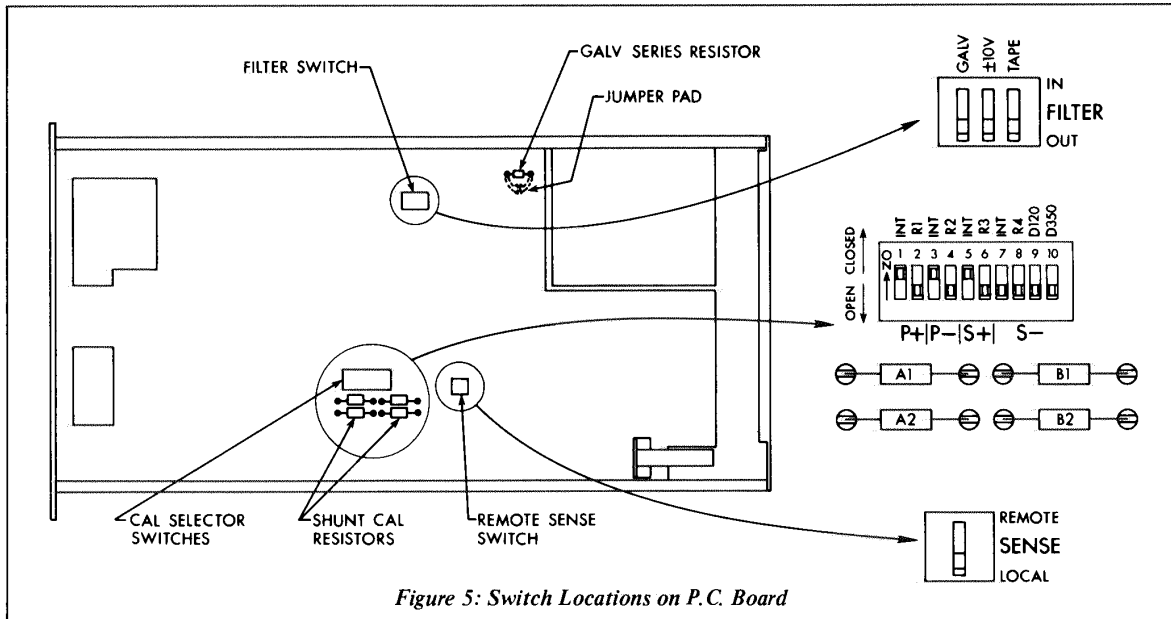 FILTER SWITCH
GALV SERIES RESISTOR
JUMPER PAD
GALV ±10V TAPE
IN
FILTER
OUT
INT R1 INT R2 INT R3 INT R4 D120 D350
OPEN CLOSED
ON 1 2 3 4 5 6 7 8 9 10
P+|P-|S+| S-
A1 B1
A2 B2
CAL SELECTOR
SWITCHES
SHUNT CAL
RESISTORS
REMOTE SENSE
SWITCH
REMOTE
SENSE
LOCAL
Figure 5: Switch Locations on P.C. Board